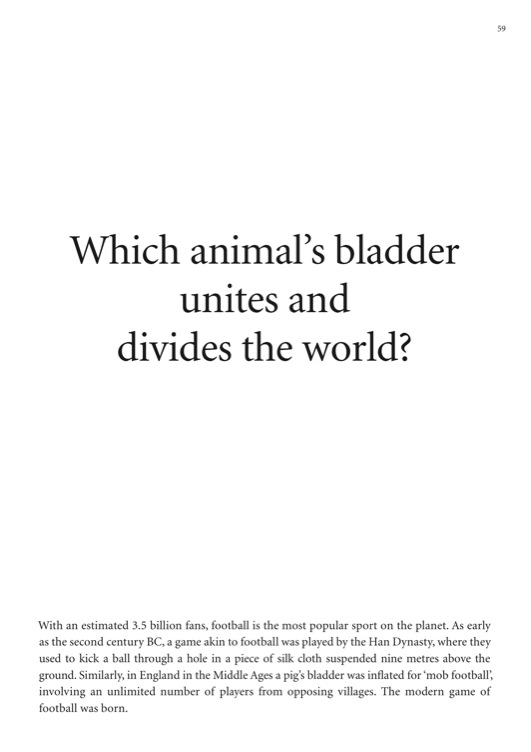 59
Which animal’s bladder
unites and
divides the world?
With an estimated 3.5 billion fans, football is the most popular sport on the planet. As early
as the second century BC, a game akin to football was played by the Han Dynasty, where they
used to kick a ball through a hole in a piece of silk cloth suspended nine metres above the
ground. Similarly, in England in the Middle Ages a pig’s bladder was inflated for ‘mob football’,
involving an unlimited number of players from opposing villages. The modern game of
football was born.